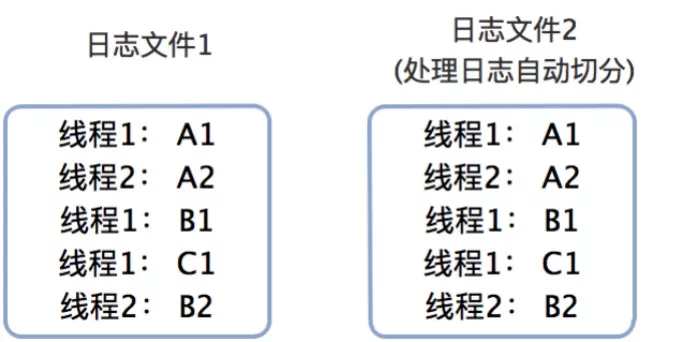 日志文件1
线程1： A1
线程2： A2
线程1： B1
线程1： C1
线程2： B2
日志文件2
(处理日志自动切分)
线程1： A1
线程2： A2
线程1： B1
线程1： C1
线程2： B2